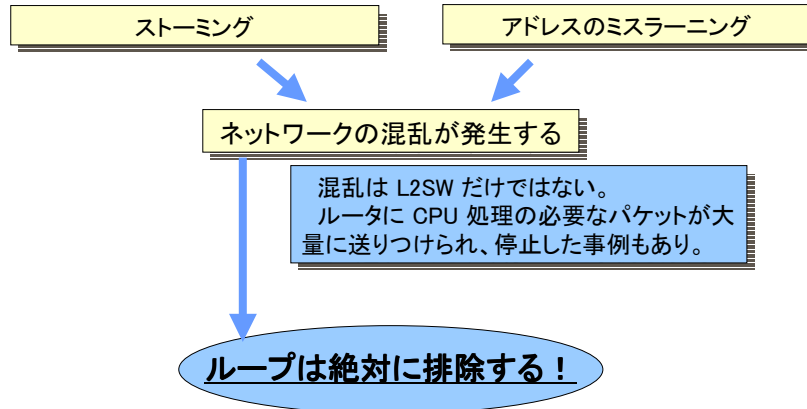 ストーミング
アドレスのミスラーニング
ネットワークの混乱が発生する
混乱は L2SW だけではない。
ルータに CPU 処理の必要なパケットが大
量に送りつけられ、停止した事例もあり。
ループは絶対に排除する！